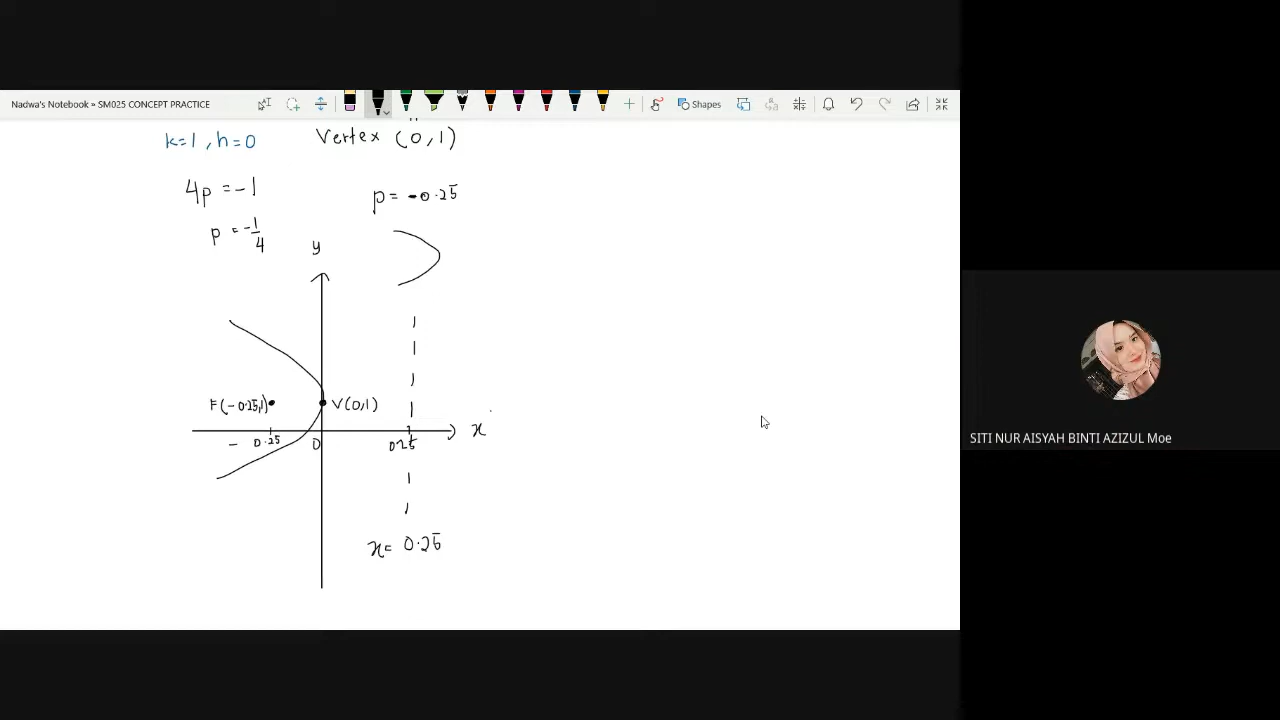 Nadwa's Notebook » SM025 CONCEPT PRACTICE
Shapes
k=1, h=0
Vertex (0,1)
4p = -1
p = -0.25
p = -1/4
y
F(-0.25,1)
V(0,1)
x
- 0.25
0
0.25
x= 0.25
SITI NUR AISYAH BINTI AZIZUL Moe